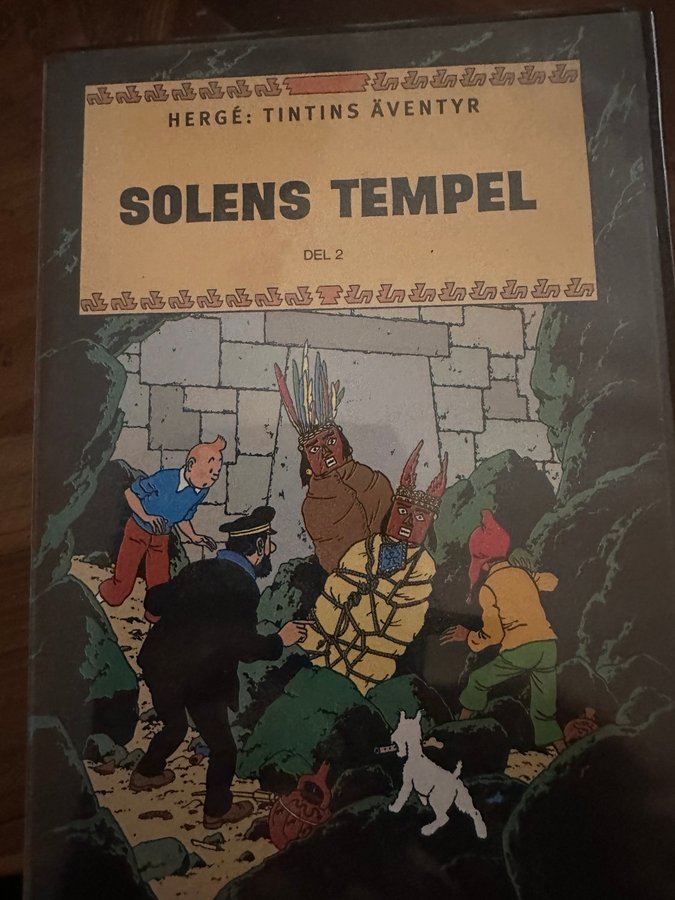 HERGÉ: TINTINS ÄVENTYR
SOLENS TEMPEL
DEL 2